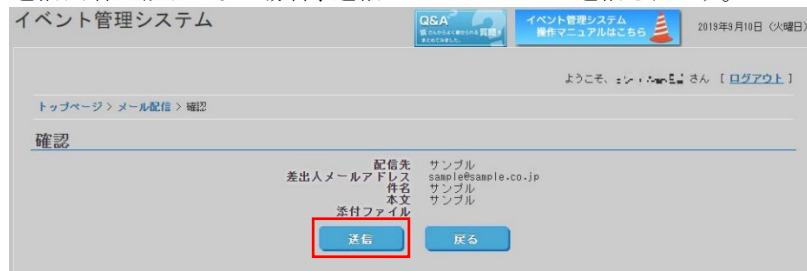 イベント管理システム
Q&A
イベント管理システム
操作マニュアルはこちら
2019年9月10日（火曜日）
ようこそ、
さん [ ログアウト ]
トップページ > メール配信 > 確認
確認
配信先 サンプル
差出人メールアドレス sample@sample.co.jp
件名 サンプル
本文 サンプル
添付ファイル
送信 戻る